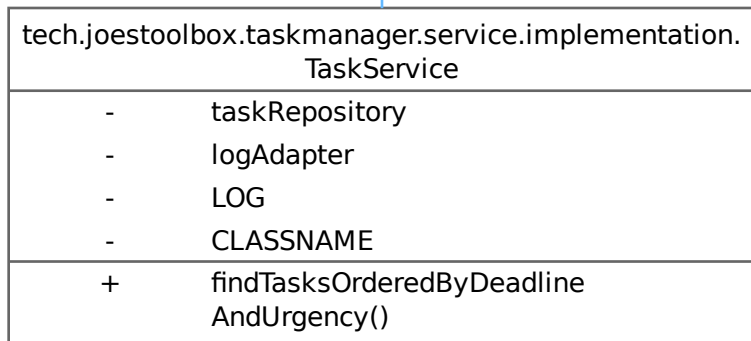 tech.joestoolbox.taskmanager.service.implementation.
TaskService
- taskRepository
- logAdapter
- LOG
- CLASSNAME
+ findTasksOrderedByDeadline
AndUrgency()